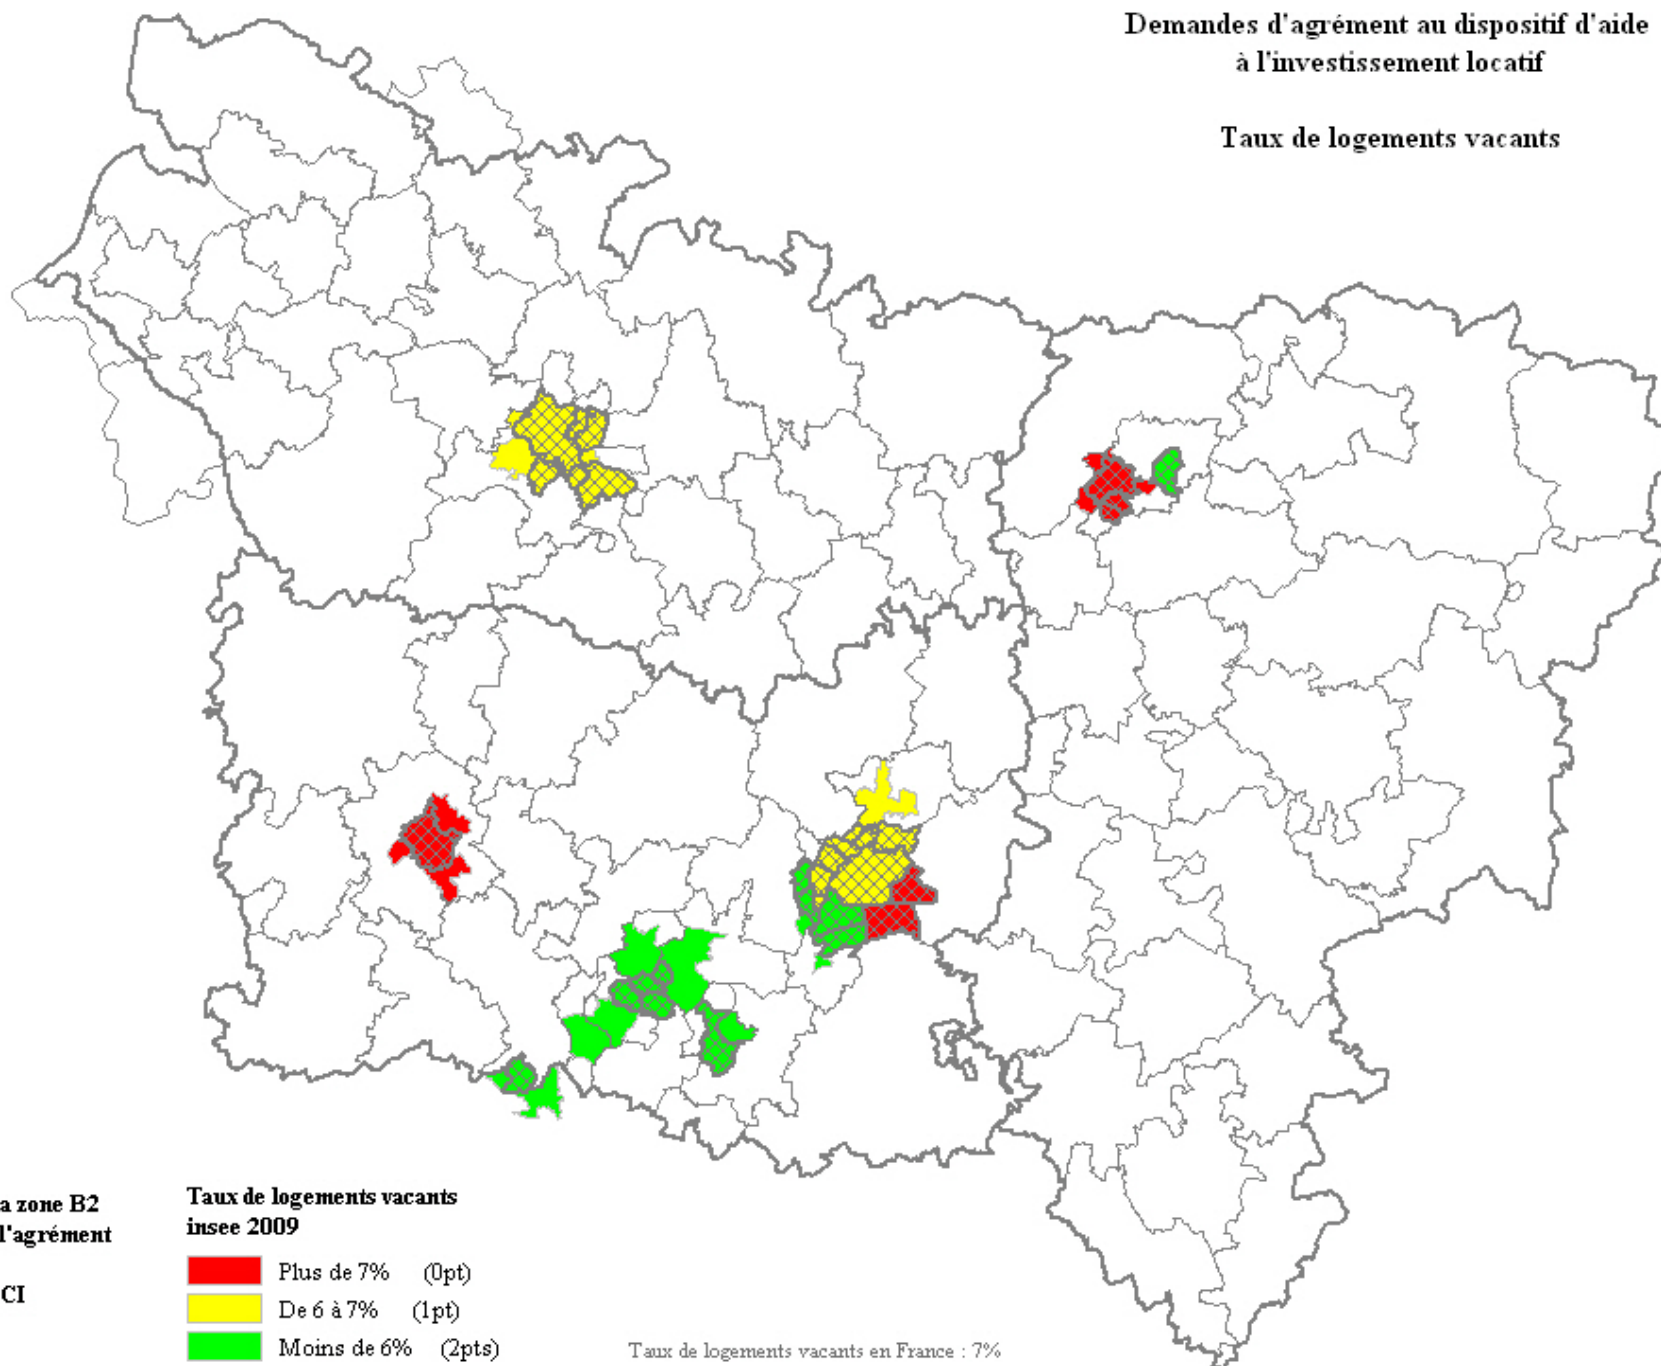 Demandes d'agrément au dispositif d'aide
à l'investissement locatif
Taux de logements vacants
a zone B2
l'agrément
CI
Taux de logements vacants
insee 2009
Plus de 7% (0pt)
De 6 à 7% (1pt)
Moins de 6% (2pts)
Taux de logements vacants en France : 7%